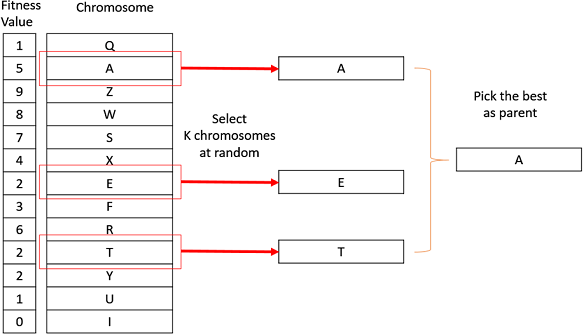 Fitness Value
Chromosome
1 Q
5 A
9 Z
8 W
7 S
4 X
2 E
3 F
6 R
2 T
2 Y
1 U
0 I
Select
K chromosomes
at random
A
E
T
Pick the best
as parent
A